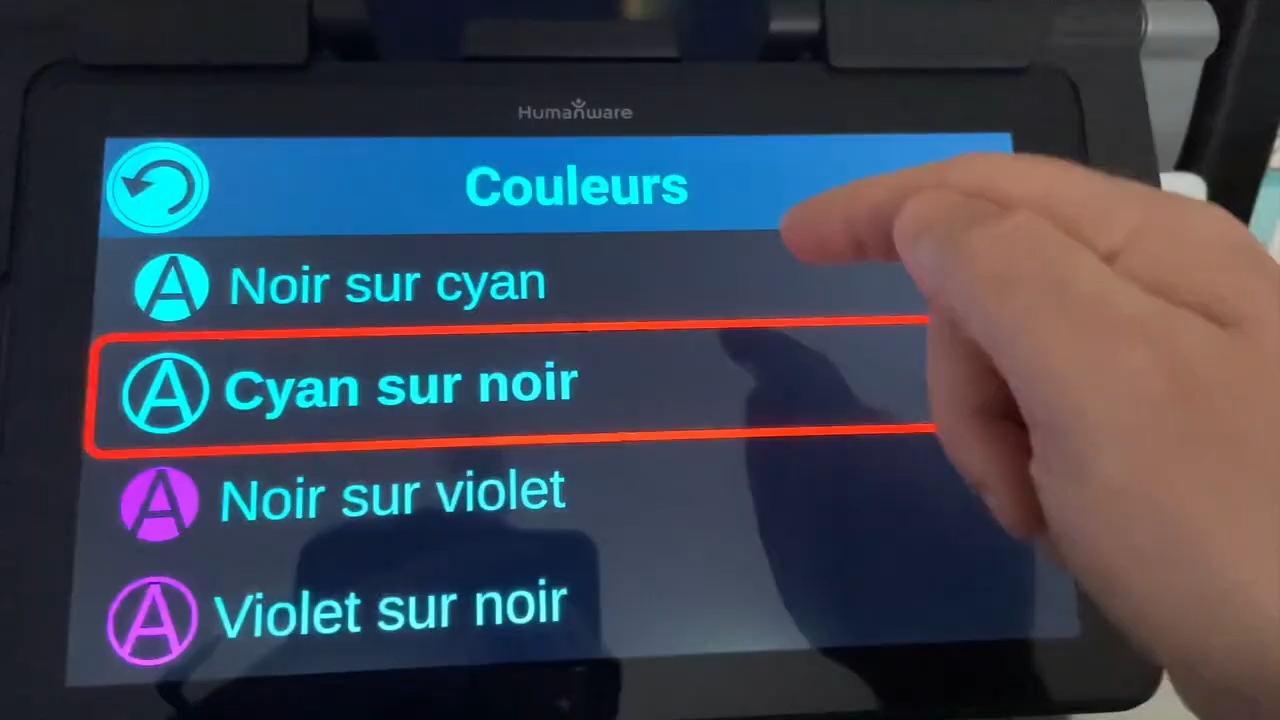 Humanware
Couleurs
A Noir sur cyan
A Cyan sur noir
A Noir sur violet
A Violet sur noir